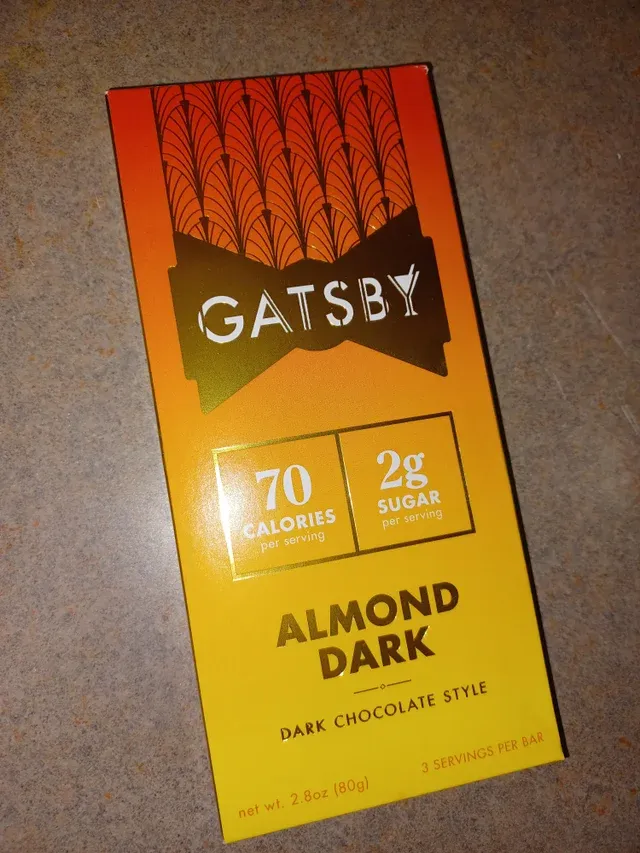 GATSBY
70
CALORIES
per serving
2g
SUGAR
per serving
ALMOND
DARK
DARK CHOCOLATE STYLE
net wt. 2.8oz (80g)
3 SERVINGS PER BAR